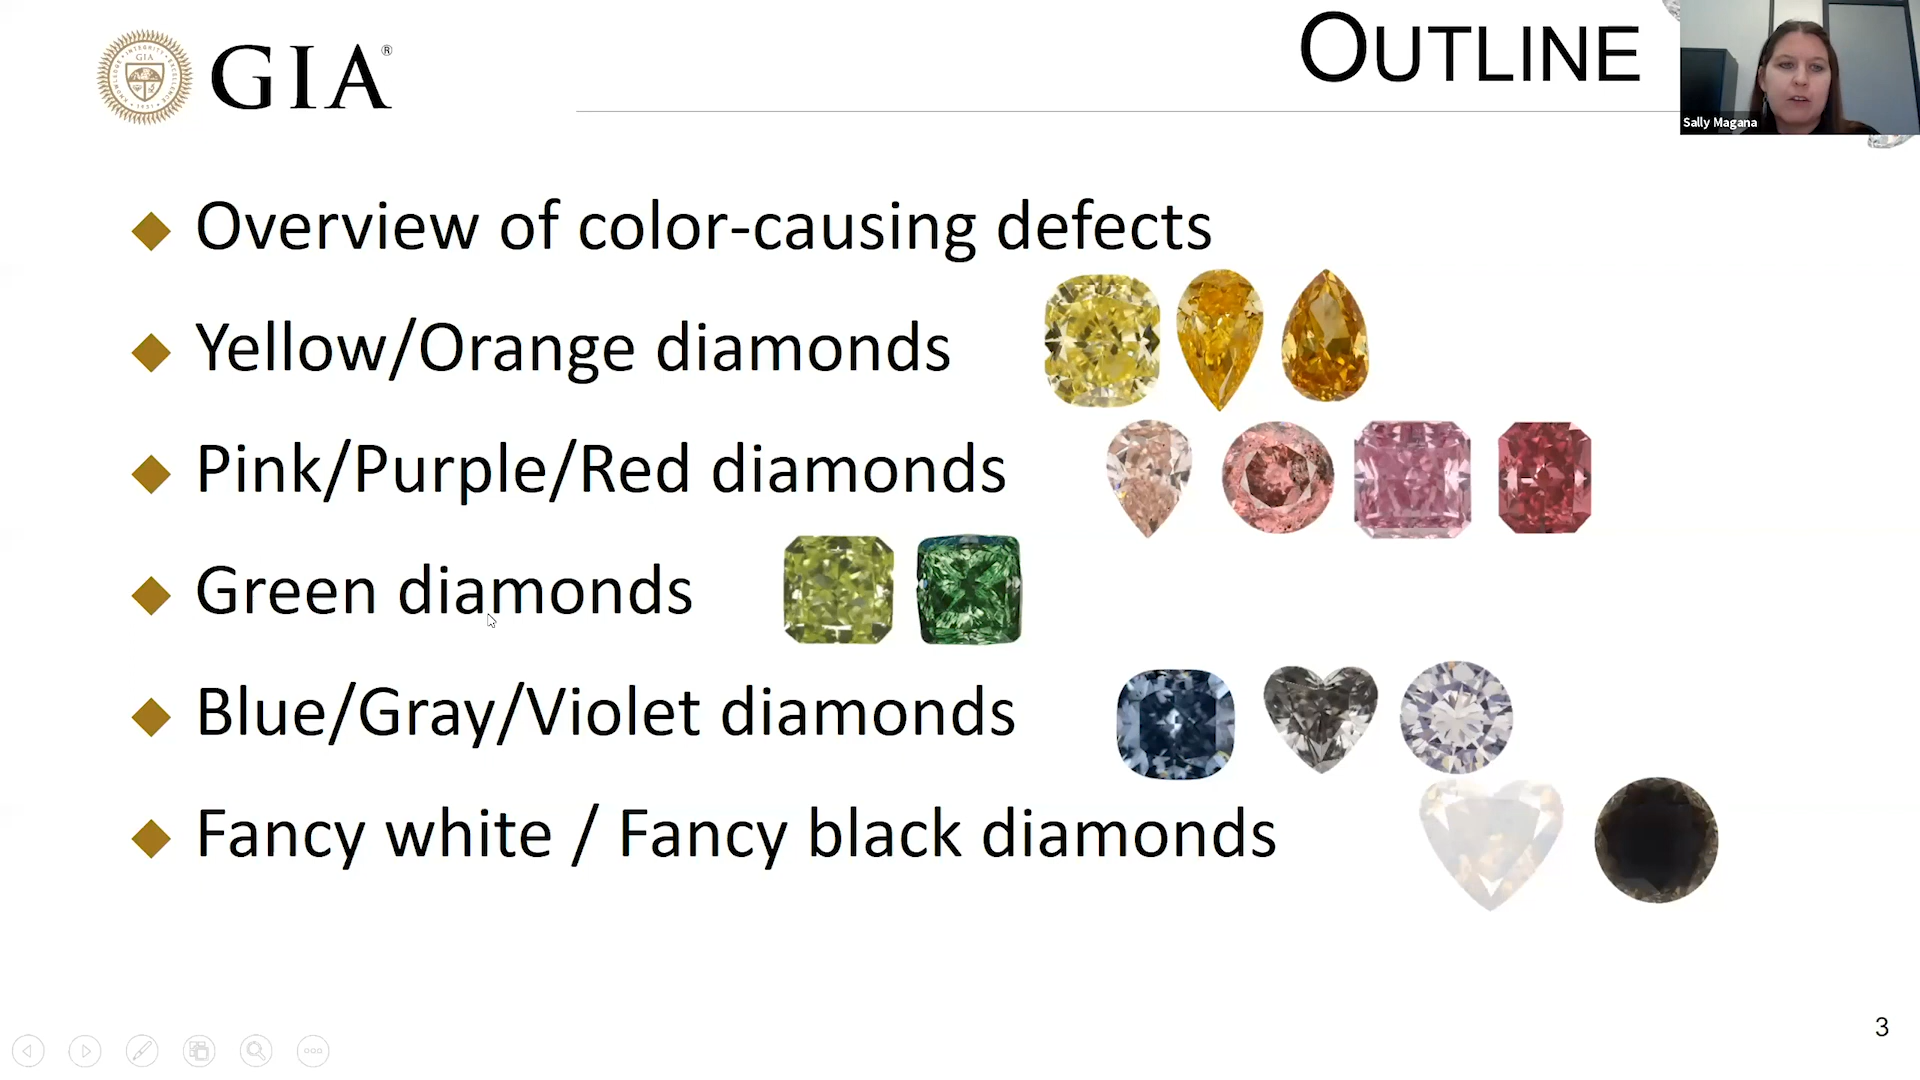 GIA®
OUTLINE
Sally Magana
Overview of color-causing defects
Yellow/Orange diamonds
Pink/Purple/Red diamonds
Green diamonds
Blue/Gray/Violet diamonds
Fancy white / Fancy black diamonds
3